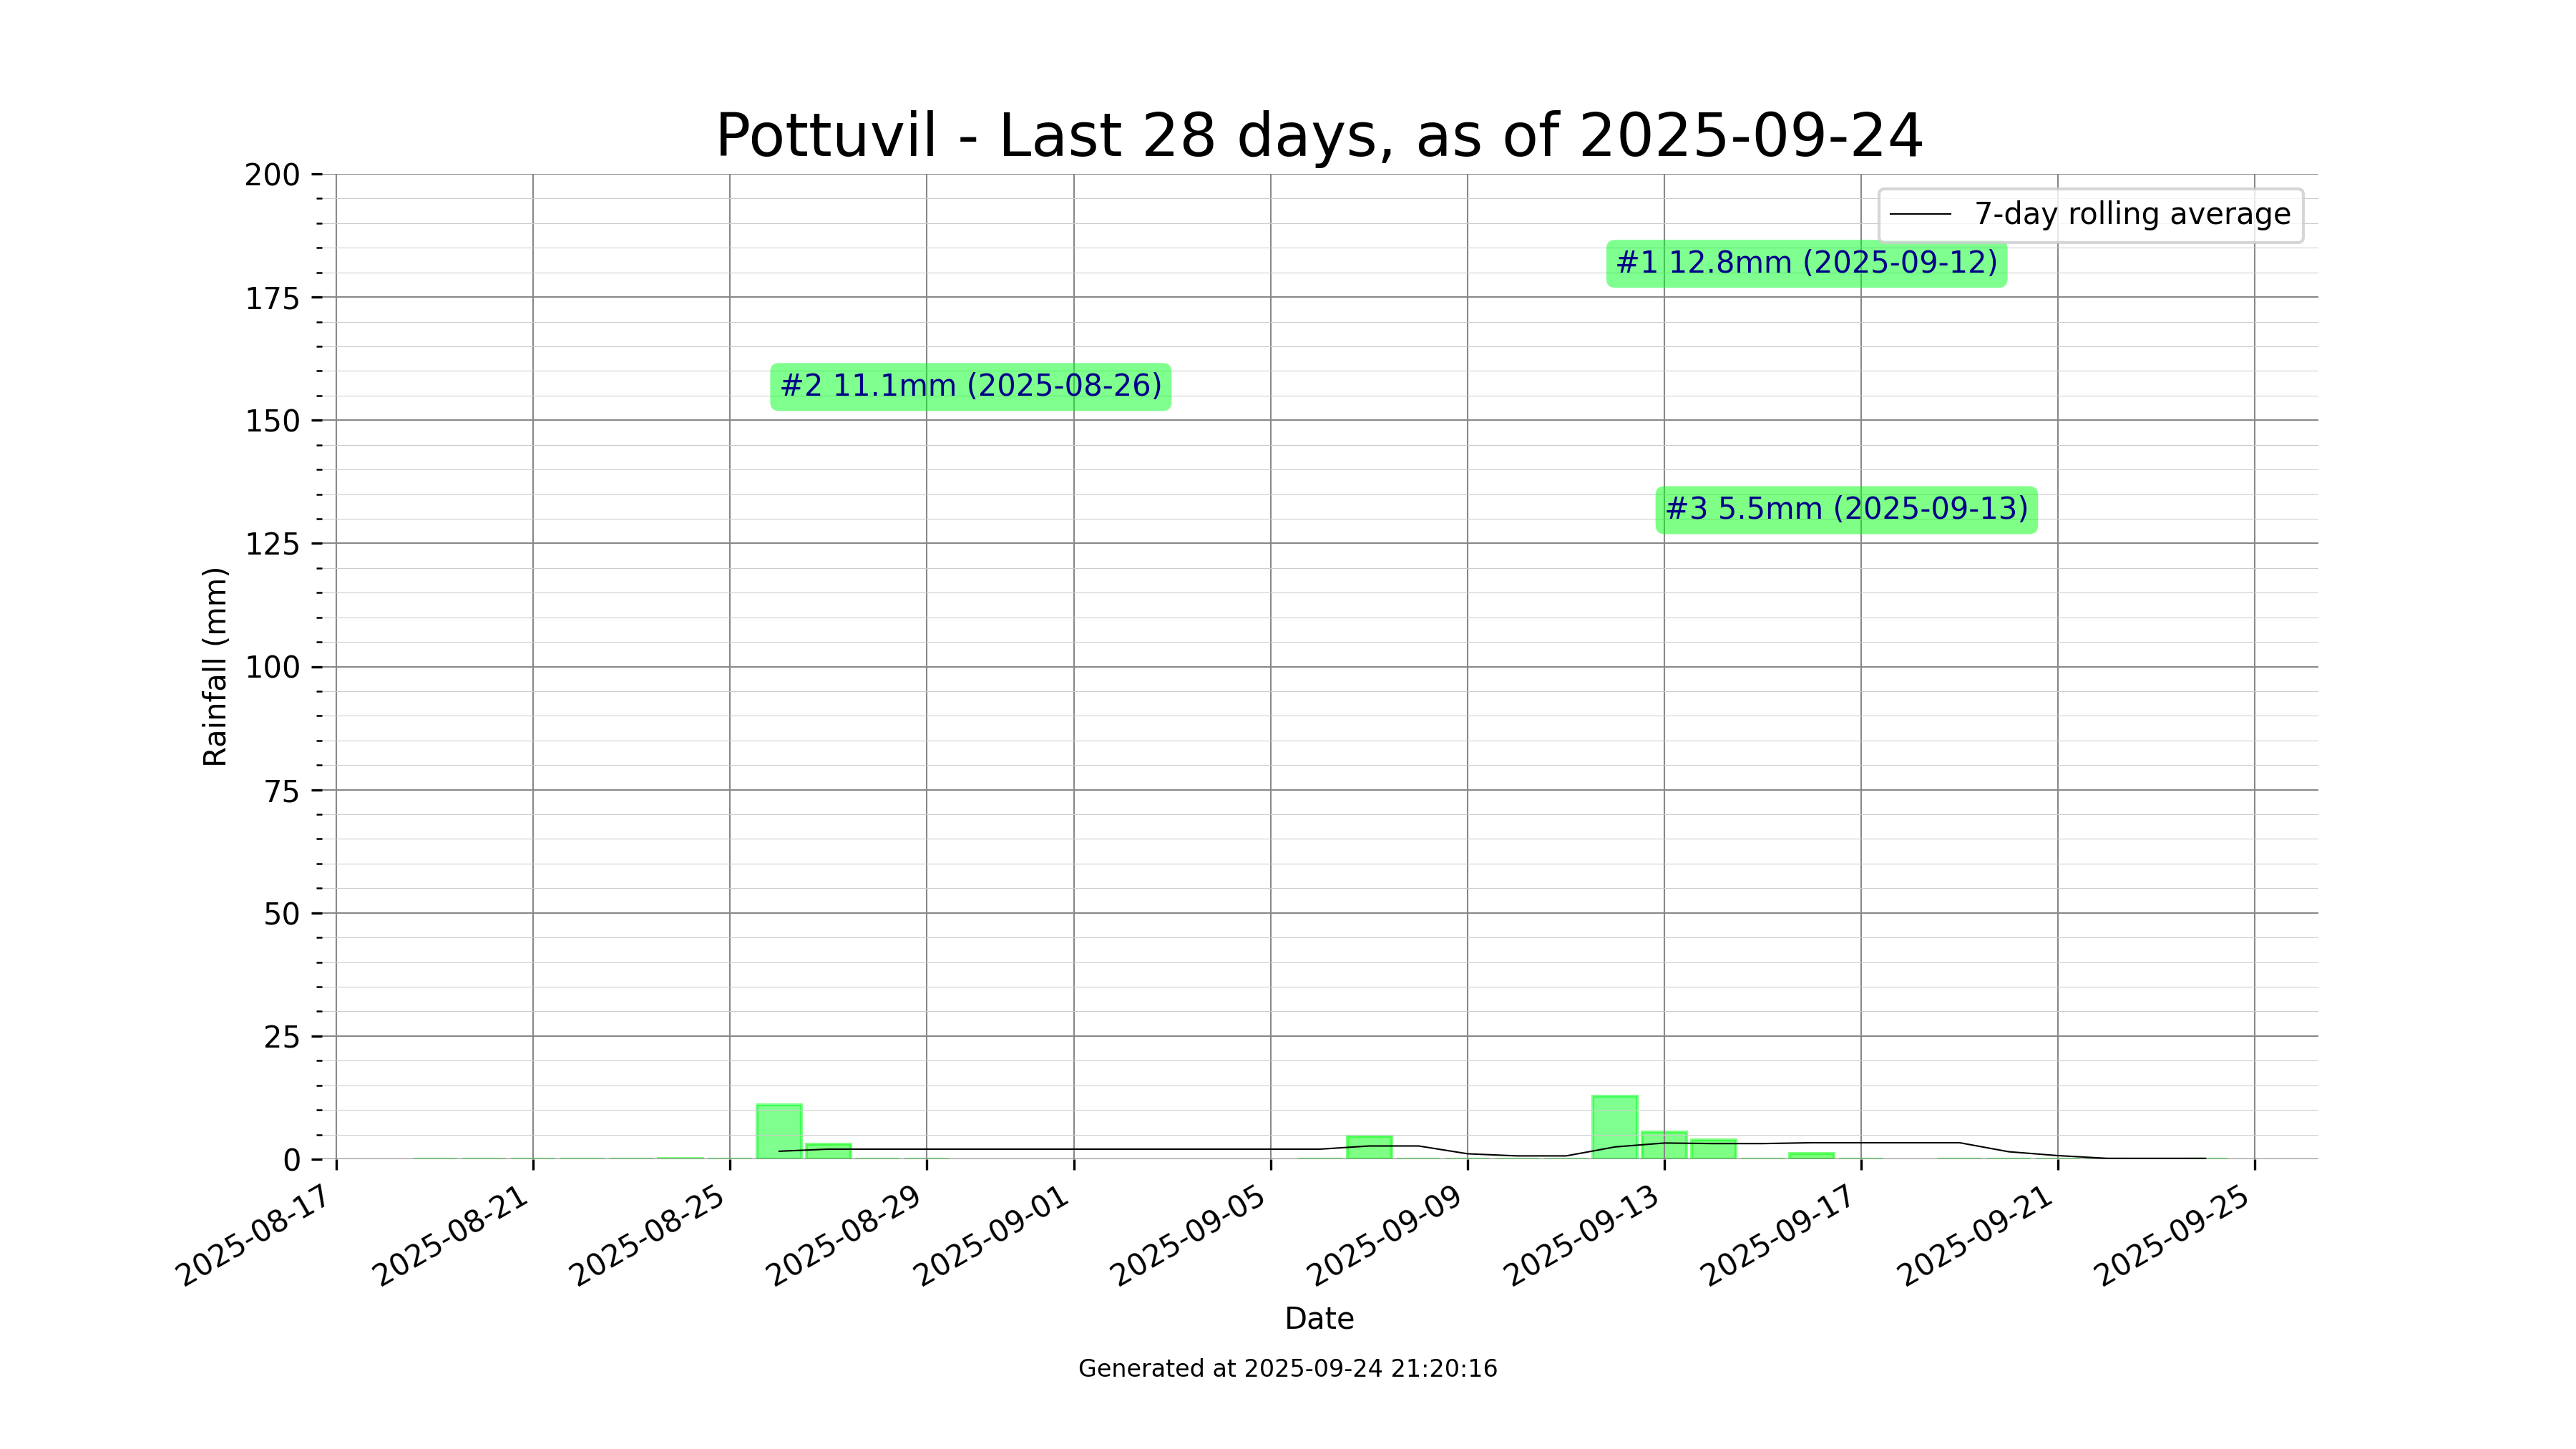 Pottuvil - Last 28 days, as of 2025-09-24
200
175
150
125
100
75
50
25
0
Rainfall (mm)
7-day rolling average
#1 12.8mm (2025-09-12)
#2 11.1mm (2025-08-26)
#3 5.5mm (2025-09-13)
2025-08-17
2025-08-21
2025-08-25
2025-08-29
2025-09-01
2025-09-05
2025-09-09
2025-09-13
2025-09-17
2025-09-21
2025-09-25
Date
Generated at 2025-09-24 21:20:16